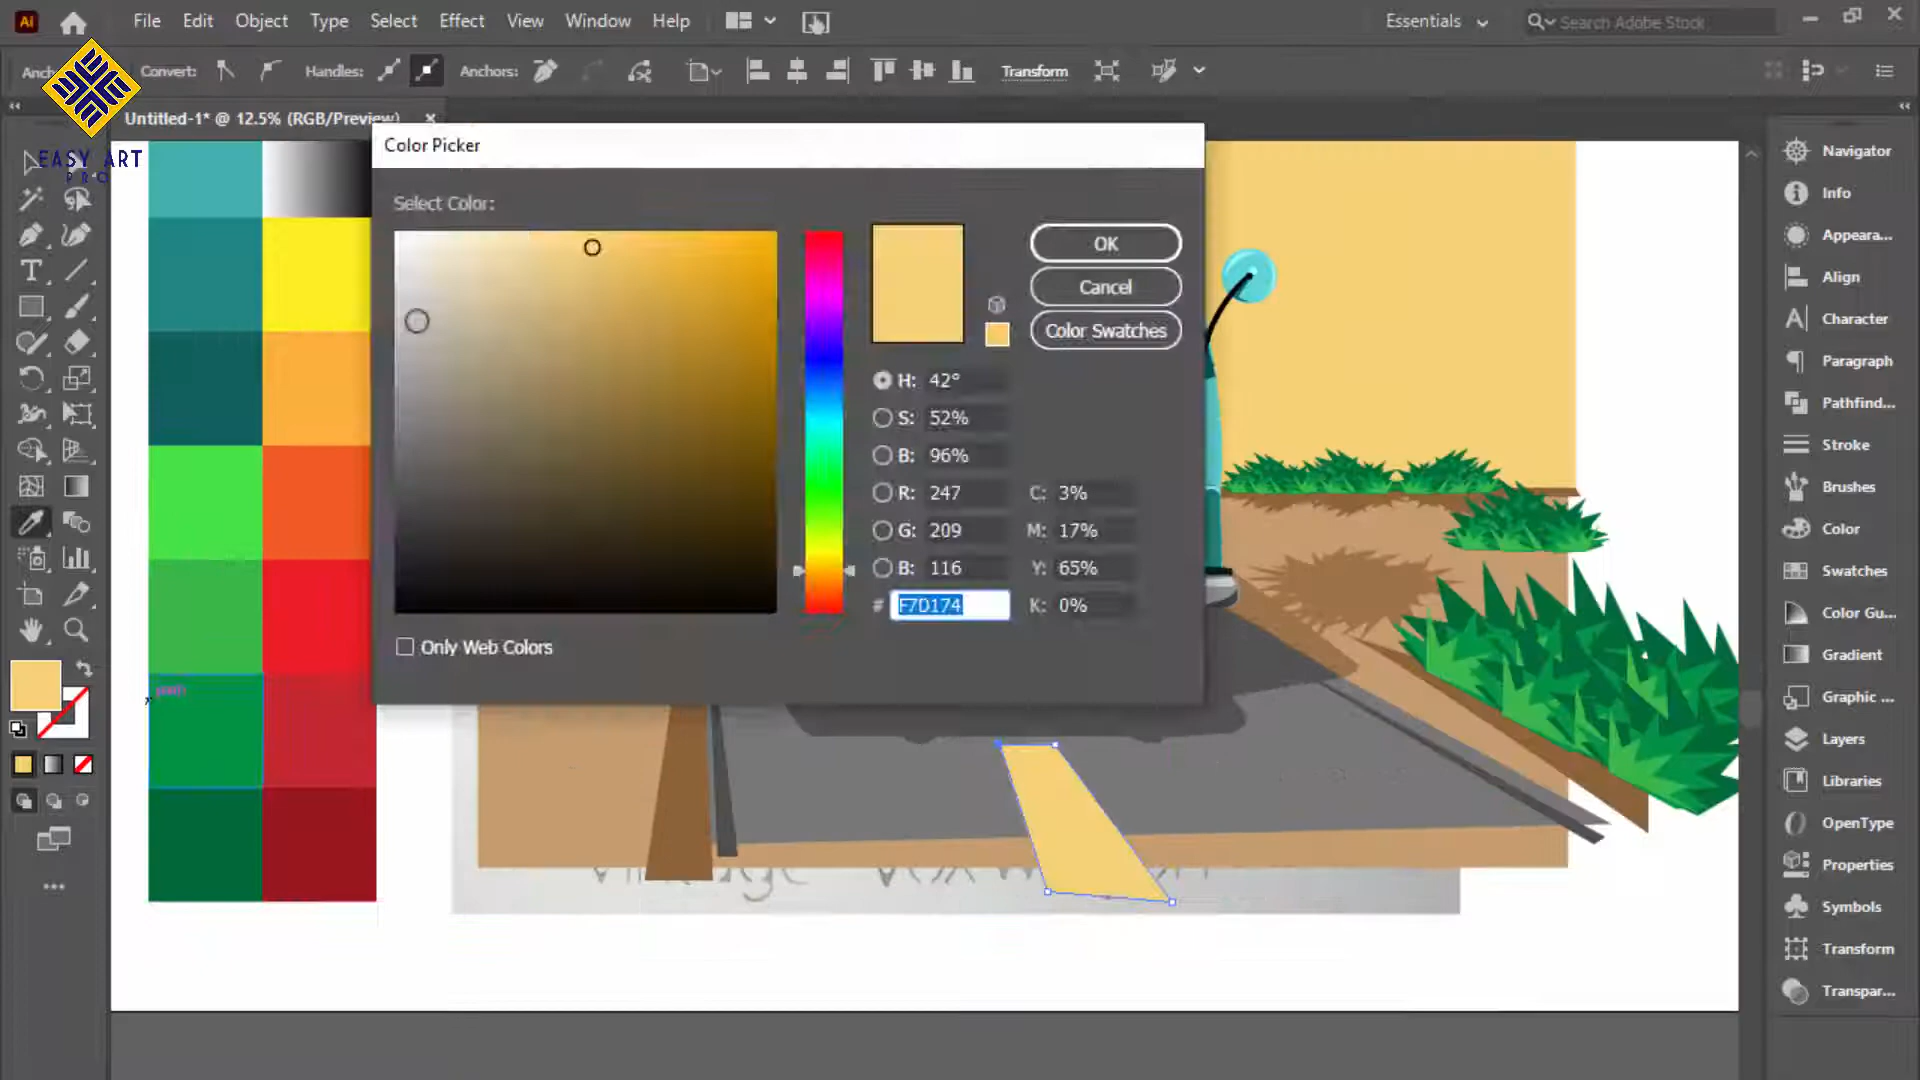 Ai File Edit Object Type Select Effect View Window Help Essentials Search Adobe Stock
Convert: Handles: Anchors: Transform
Untitled-1* @ 12.5% (RGB/Preview)
EASY ART
PRO
Color Picker
Select Color:
OK
Cancel
Color Swatches
H: 42°
S: 52%
B: 96%
R: 247 C: 3%
G: 209 M: 17%
B: 116 Y: 65%
# F7D174 K: 0%
Only Web Colors
path
Navigator
Info
Appeara...
Align
Character
Paragraph
Pathfind...
Stroke
Brushes
Color
Swatches
Color Gu...
Gradient
Graphic ...
Layers
Libraries
OpenType
Properties
Symbols
Transform
Transpar...